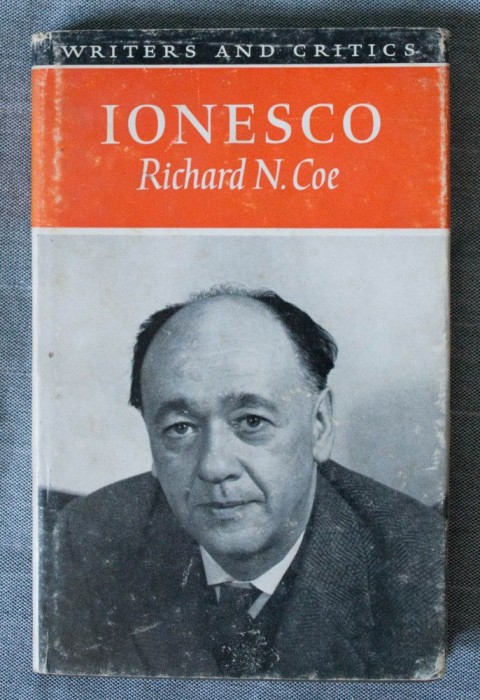 WRITERS AND CRITICS
IONESCO
Richard N. Coe